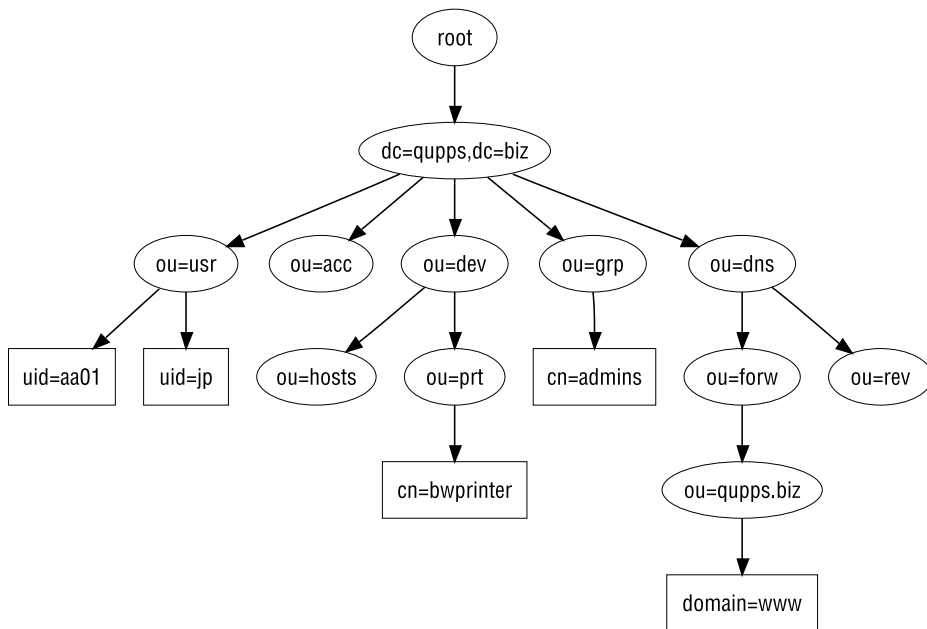 root
dc=qupps,dc=biz
ou=usr
ou=acc
ou=dev
ou=grp
ou=dns
uid=aa01
uid=jp
ou=hosts
ou=prt
cn=admins
ou=forw
ou=rev
cn=bwprinter
ou=qupps.biz
domain=www